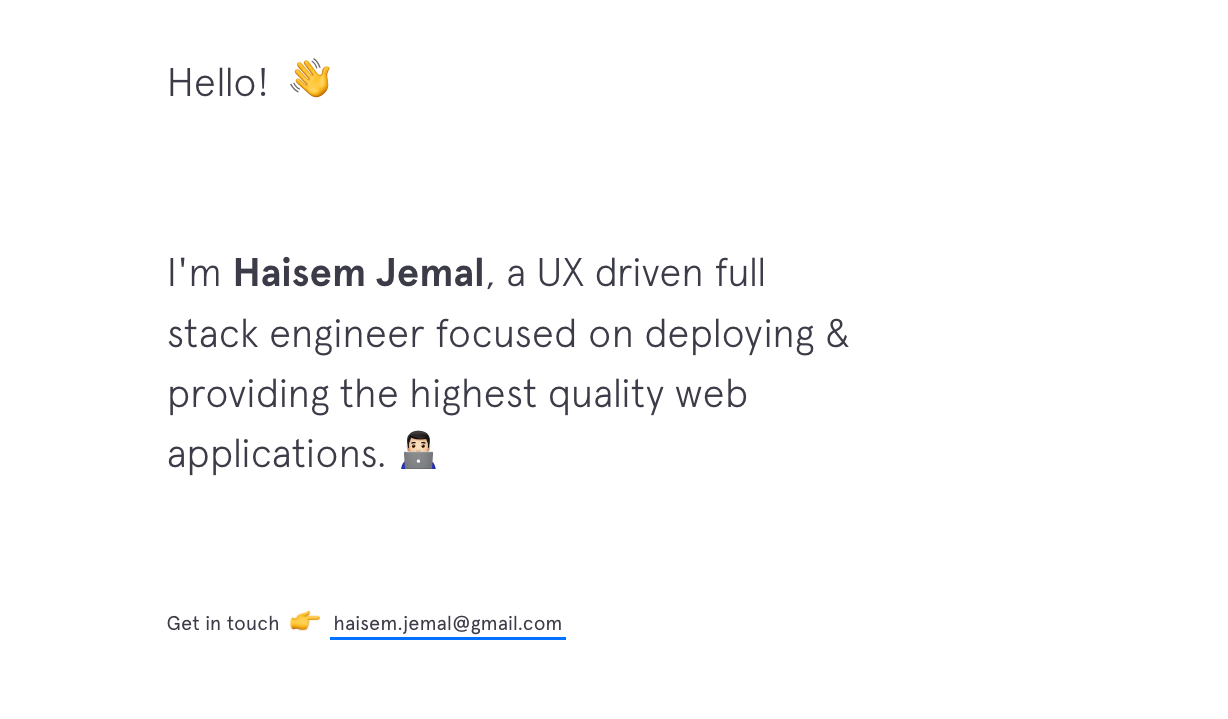 Hello! 👋
I'm Haisem Jemal, a UX driven full
stack engineer focused on deploying &
providing the highest quality web
applications. 👨🏻‍💻
Get in touch 👉 haisem.jemal@gmail.com